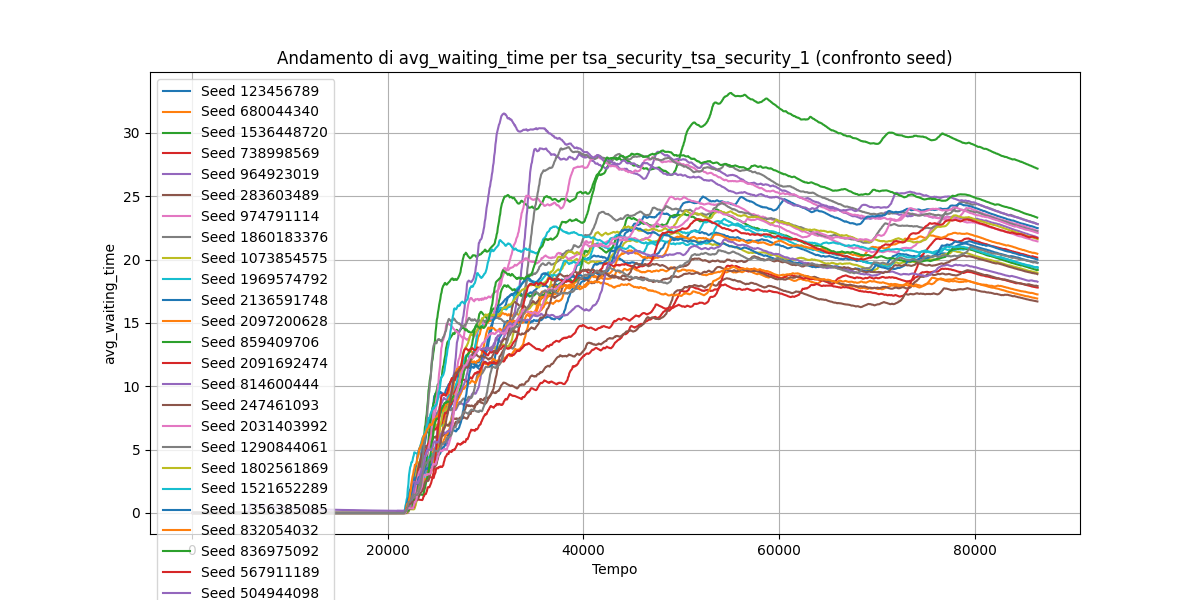 Andamento di avg_waiting_time per tsa_security_tsa_security_1 (confronto seed)
avg_waiting_time
30
25
20
15
10
5
0
Seed 123456789
Seed 680044340
Seed 1536448720
Seed 738998569
Seed 964923019
Seed 283603489
Seed 974791114
Seed 1860183376
Seed 1073854575
Seed 1969574792
Seed 2136591748
Seed 2097200628
Seed 859409706
Seed 2091692474
Seed 814600444
Seed 247461093
Seed 2031403992
Seed 1290844061
Seed 1802561869
Seed 1521652289
Seed 1356385085
Seed 832054032
Seed 836975092
Seed 567911189
Seed 504944098
0
20000
40000
60000
80000
Tempo